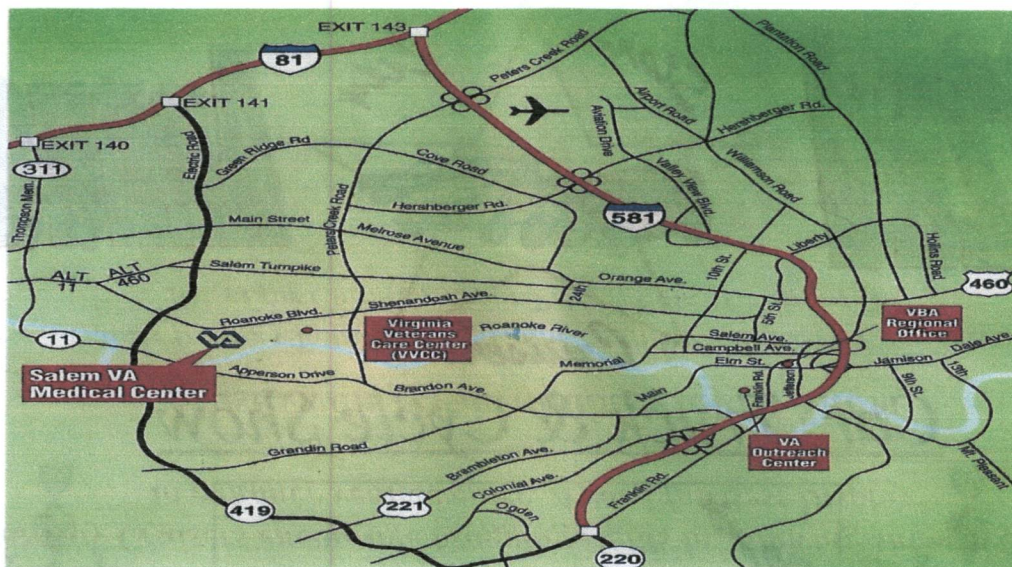 EXIT 143
81
EXIT 141
EXIT 140
311
Thompson Mem.
Electric Road
Green Ridge Rd
Cove Road
Peters Creek Road
Peters Creek Road
Plantation Road
Airport Road
Aviation Drive
Hershberger Rd.
Hershberger Rd.
Valley View Blvd.
Williamson Road
581
Main Street
Melrose Avenue
Liberty
Hollins Road
10th St.
ALT
11
ALT
460
Salem Turnpike
Orange Ave.
24th
5th St.
460
Roanoke Blvd.
Shenandoah Ave.
Virginia
Veterans
Care Center
(VVCC)
Roanoke River
VBA
Regional
Office
Salem Ave.
Campbell Ave.
Elm St.
11
Salem VA
Medical Center
Apperson Drive
Brandon Ave.
Memorial
Main
Franklin Rd.
Jefferson
Jamison
Dale Ave.
9th St.
13th
Mt. Pleasant
VA
Outreach
Center
Grandin Road
Brambleton Ave.
Colonial Ave.
221
419
Ogden
Franklin Rd.
220